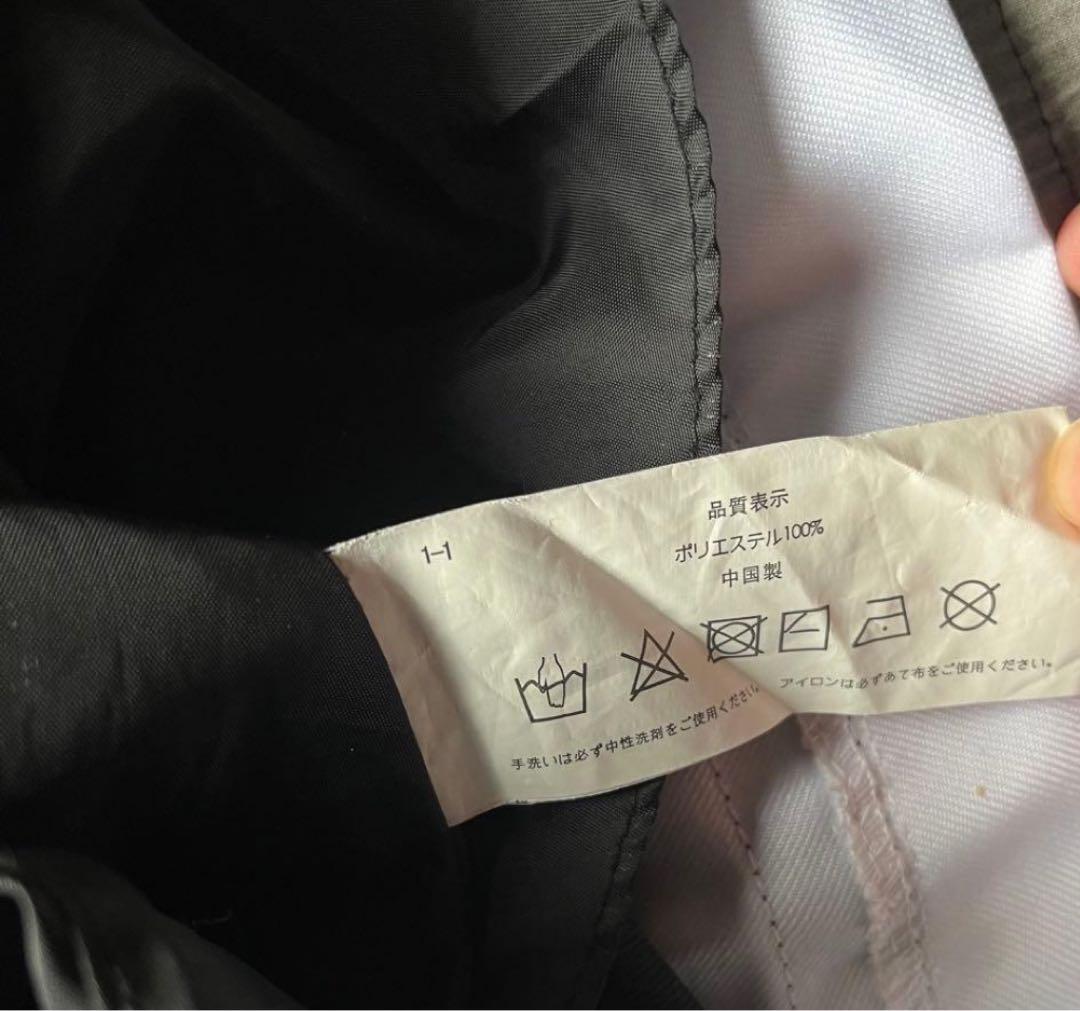 1-1
品質表示
ポリエステル100%
中国製
手洗いは必ず中性洗剤をご使用ください。
アイロンは必ずあて布をご使用ください。